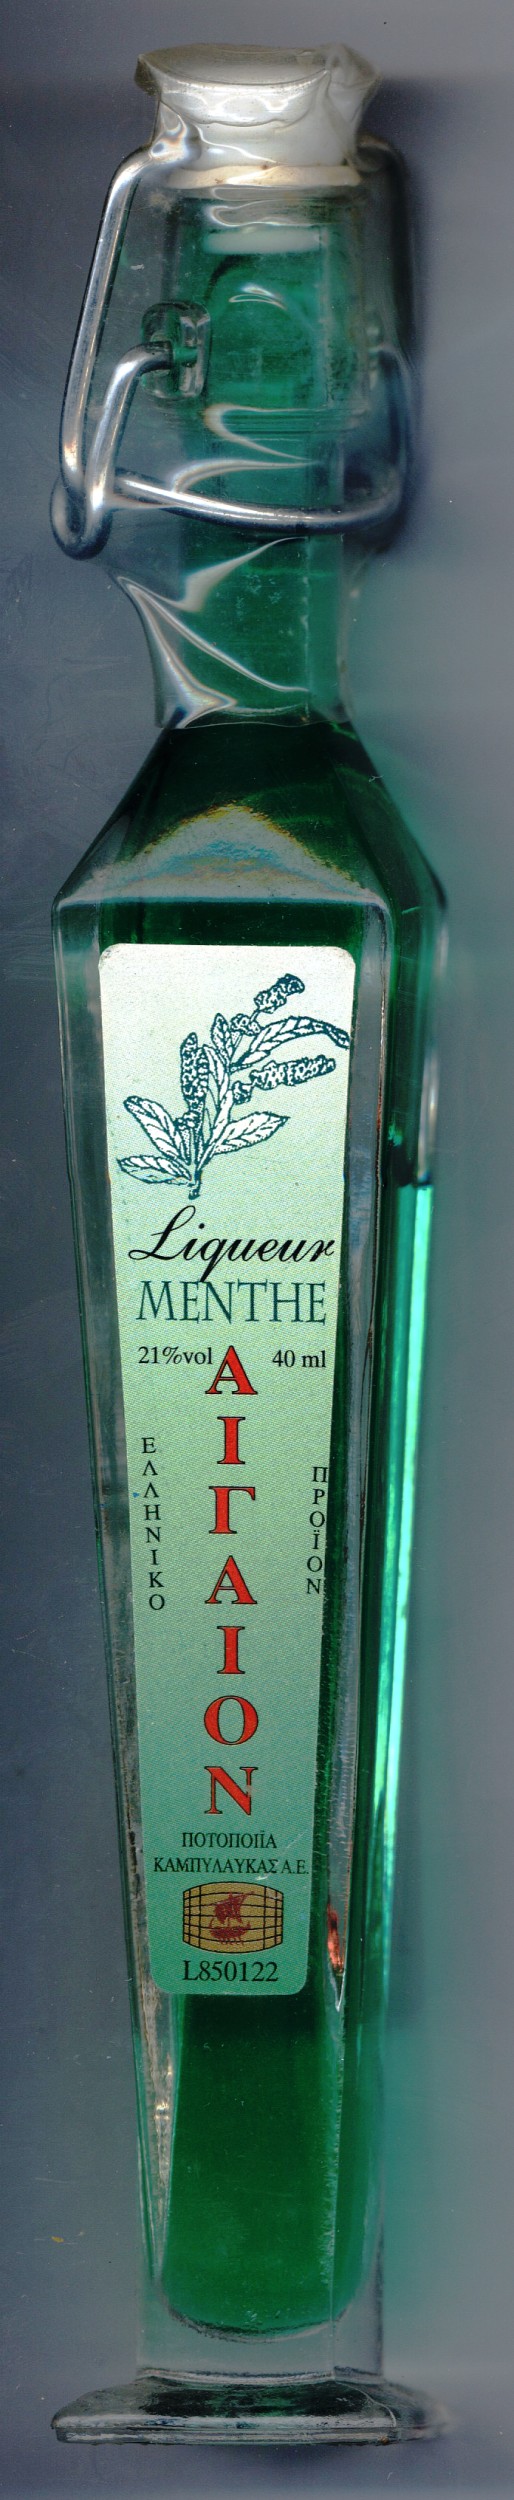 Liqueur
MENTHE
21%vol 40 ml
ΑΙΓΑΙΟΝ
ΕΛΛΗΝΙΚΟ
ΠΡΟΪΟΝ
ΠΟΤΟΠΟΙΪΑ
ΚΑΜΠΥΛΑΥΚΑΣ Α.Ε.
L850122